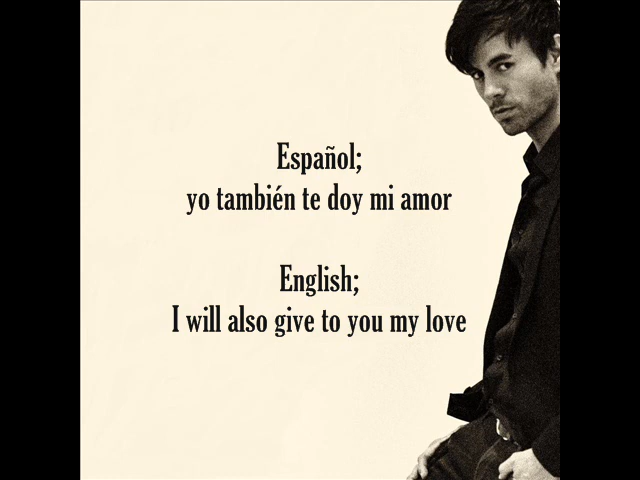 Español;
yo también te doy mi amor
English;
I will also give to you my love